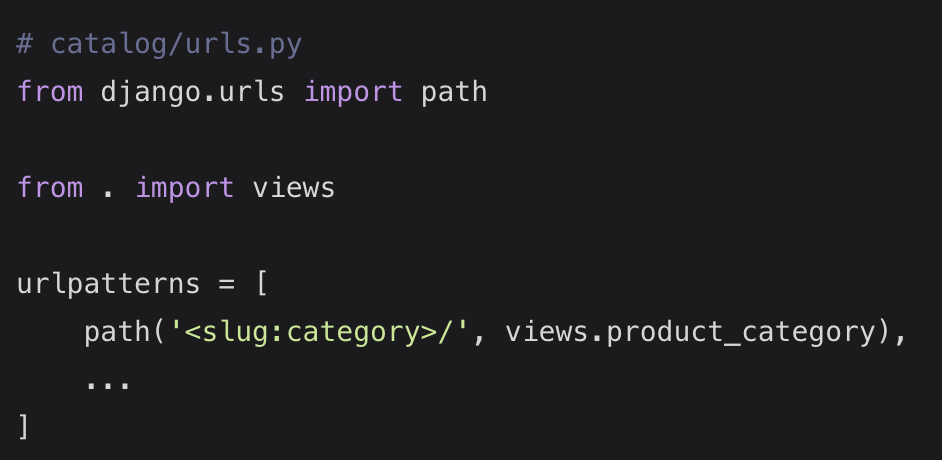 # catalog/urls.py
from django.urls import path
from . import views
urlpatterns = [
    path('<slug:category>/', views.product_category),
    ...
]